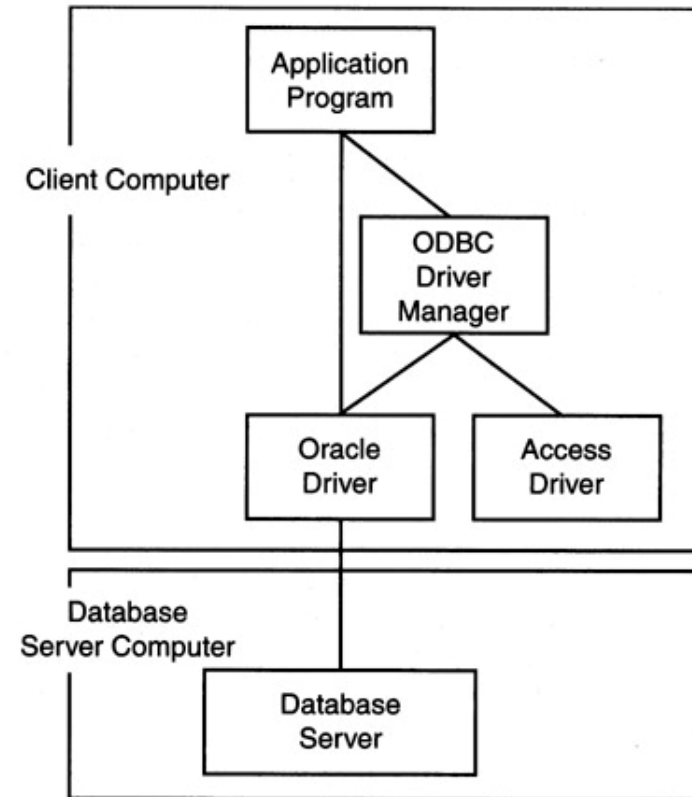 Application
Program
Client Computer
ODBC
Driver
Manager
Oracle
Driver
Access
Driver
Database
Server Computer
Database
Server